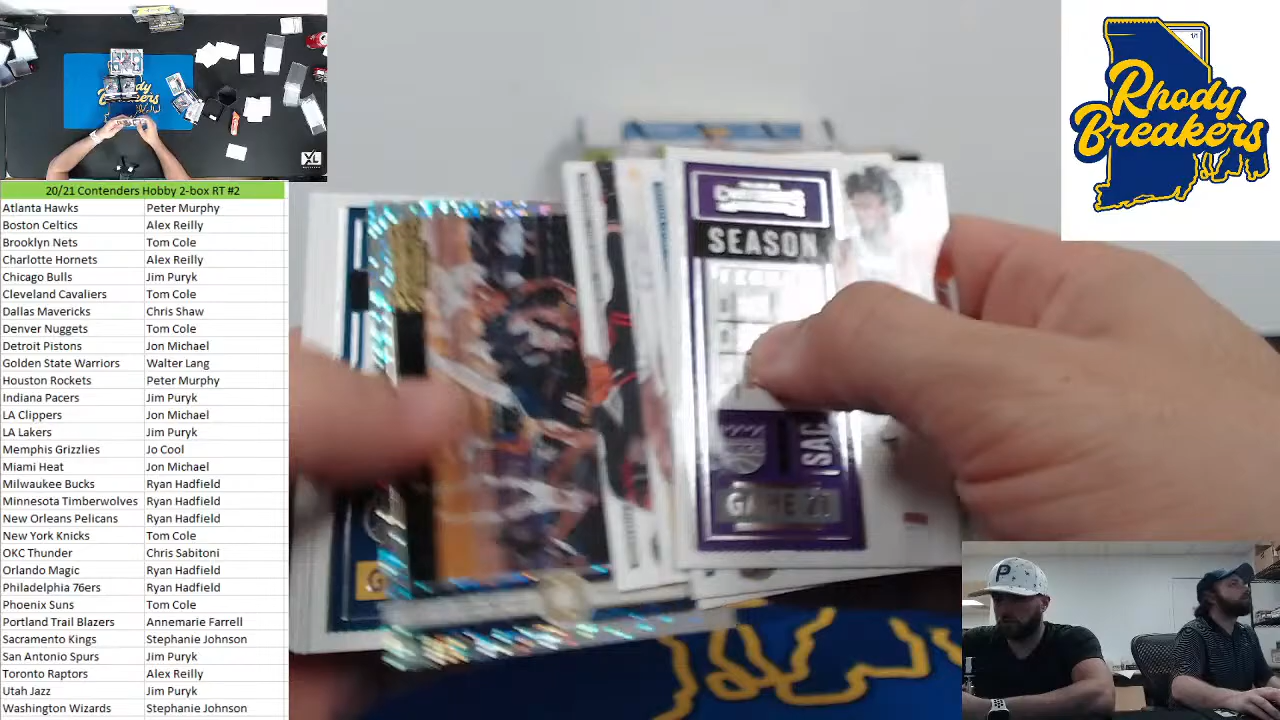 20/21 Contenders Hobby 2-box RT #2
Atlanta Hawks Peter Murphy
Boston Celtics Alex Reilly
Brooklyn Nets Tom Cole
Charlotte Hornets Alex Reilly
Chicago Bulls Jim Puryk
Cleveland Cavaliers Tom Cole
Dallas Mavericks Chris Shaw
Denver Nuggets Tom Cole
Detroit Pistons Jon Michael
Golden State Warriors Walter Lang
Houston Rockets Peter Murphy
Indiana Pacers Jim Puryk
LA Clippers Jon Michael
LA Lakers Jim Puryk
Memphis Grizzlies Jo Cool
Miami Heat Jon Michael
Milwaukee Bucks Ryan Hadfield
Minnesota Timberwolves Ryan Hadfield
New Orleans Pelicans Ryan Hadfield
New York Knicks Tom Cole
OKC Thunder Chris Sabitoni
Orlando Magic Ryan Hadfield
Philadelphia 76ers Ryan Hadfield
Phoenix Suns Tom Cole
Portland Trail Blazers Annemarie Farrell
Sacramento Kings Stephanie Johnson
San Antonio Spurs Jim Puryk
Toronto Raptors Alex Reilly
Utah Jazz Jim Puryk
Washington Wizards Stephanie Johnson
Rhody
Breakers
XL
SEASON
SAC
GAME
Rhody
Breakers
1/1
P